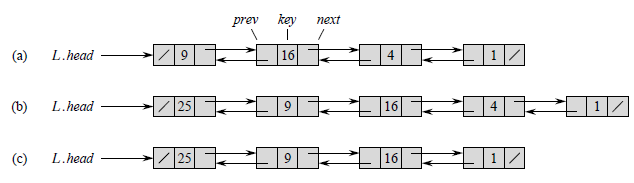 prev key next
(a) L.head / 9 16 4 1 /
(b) L.head / 25 9 16 4 1 /
(c) L.head / 25 9 16 1 /